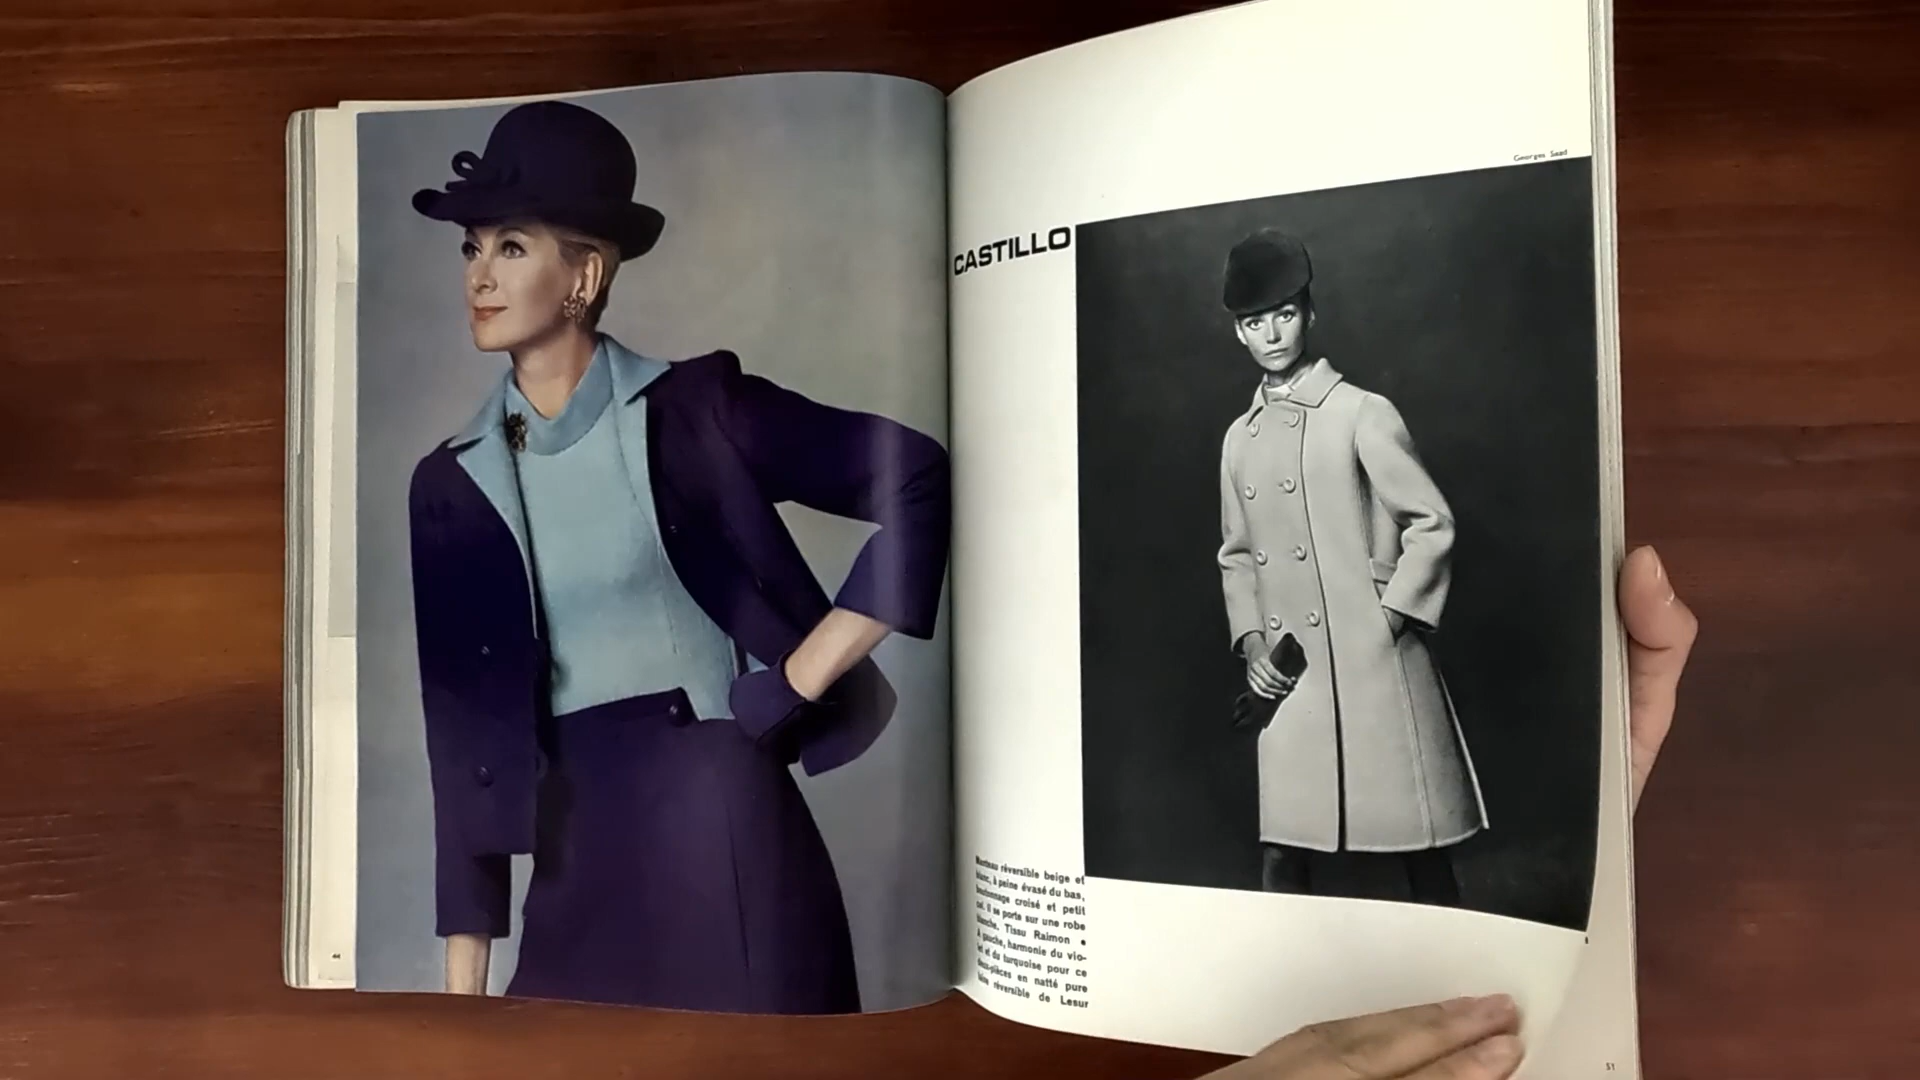 Georges Saad
CASTILLO
Manteau réversible beige et
blanc, à peine évasé du bas,
boutonnage croisé et petit
col. Il se porte sur une robe
blanche. Tissu Raimon •
A gauche, harmonie du vio-
let et du turquoise pour ce
deux-pièces en natté pure
laine réversible de Lesur
44
51